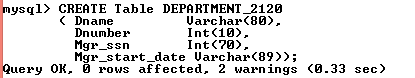 mysql> CREATE Table DEPARTMENT_2120
( Dname Varchar(80),
Dnumber Int(10),
Mgr_ssn Int(70),
Mgr_start_date Varchar(89));
Query OK, 0 rows affected, 2 warnings (0.33 sec)